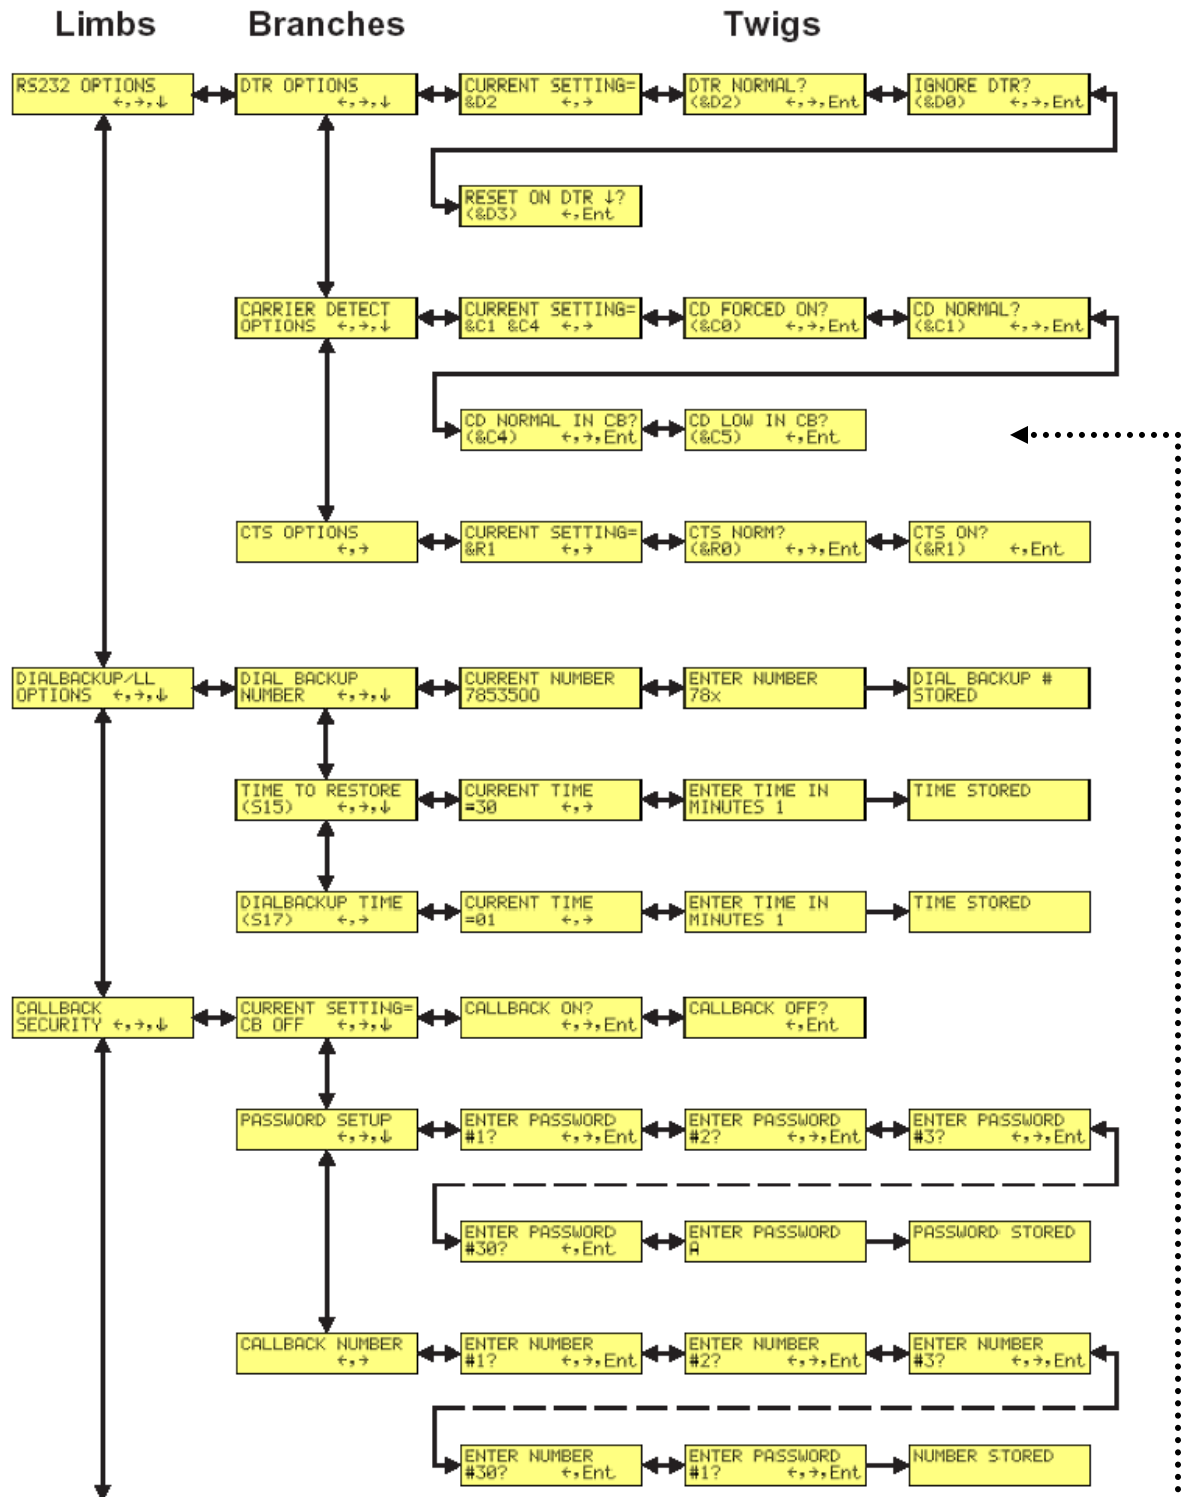 Limbs Branches Twigs
RS232 OPTIONS
←,→,↓
DTR OPTIONS
←,→,↓
CURRENT SETTING=
&D2 ←,→
DTR NORMAL?
(&D2) ←,→,Ent
IGNORE DTR?
(&D0) ←,→,Ent
RESET ON DTR ↓?
(&D3) ←,Ent
CARRIER DETECT
OPTIONS ←,→,↓
CURRENT SETTING=
&C1 &C4 ←,→
CD FORCED ON?
(&C0) ←,→,Ent
CD NORMAL?
(&C1) ←,→,Ent
CD NORMAL IN CB?
(&C4) ←,→,Ent
CD LOW IN CB?
(&C5) ←,Ent
CTS OPTIONS
←,→
CURRENT SETTING=
&R1 ←,→
CTS NORM?
(&R0) ←,→,Ent
CTS ON?
(&R1) ←,Ent
DIALBACKUP/LL
OPTIONS ←,→,↓
DIAL BACKUP
NUMBER ←,→,↓
CURRENT NUMBER
7853500
ENTER NUMBER
78x
DIAL BACKUP #
STORED
TIME TO RESTORE
(S15) ←,→,↓
CURRENT TIME
=30 ←,→
ENTER TIME IN
MINUTES 1
TIME STORED
DIALBACKUP TIME
(S17) ←,→
CURRENT TIME
=01 ←,→
ENTER TIME IN
MINUTES 1
TIME STORED
CALLBACK
SECURITY ←,→,↓
CURRENT SETTING=
CB OFF ←,→,↓
CALLBACK ON?
←,→,Ent
CALLBACK OFF?
←,Ent
PASSWORD SETUP
←,→,↓
ENTER PASSWORD
#1? ←,→,Ent
ENTER PASSWORD
#2? ←,→,Ent
ENTER PASSWORD
#3? ←,→,Ent
ENTER PASSWORD
#30? ←,Ent
ENTER PASSWORD
A
PASSWORD STORED
CALLBACK NUMBER
←,→
ENTER NUMBER
#1? ←,→,Ent
ENTER NUMBER
#2? ←,→,Ent
ENTER NUMBER
#3? ←,→,Ent
ENTER NUMBER
#30? ←,Ent
ENTER PASSWORD
#1? ←,→,Ent
NUMBER STORED